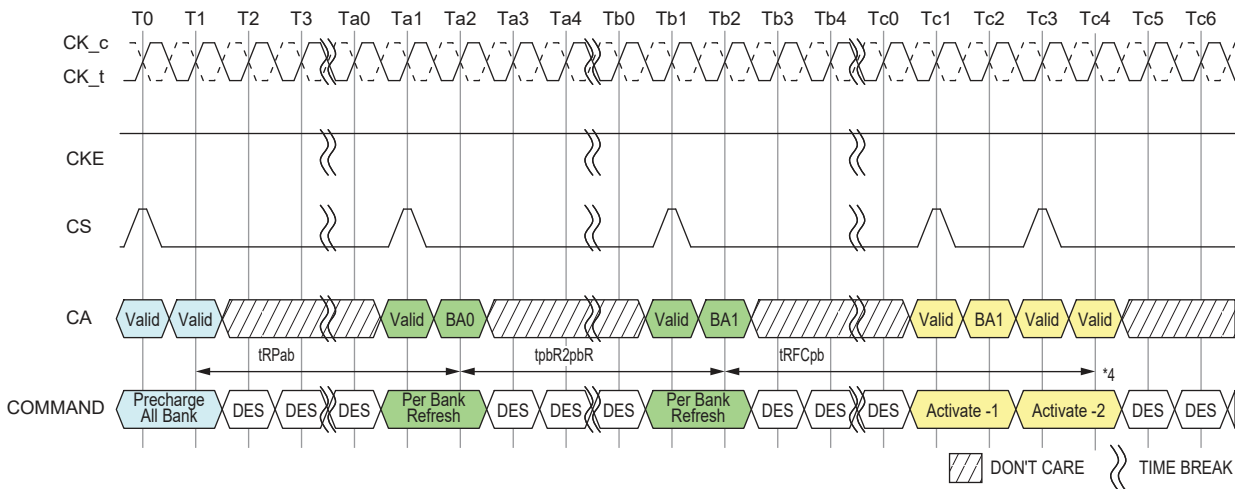 T0 T1 T2 T3 Ta0 Ta1 Ta2 Ta3 Ta4 Tb0 Tb1 Tb2 Tb3 Tb4 Tc0 Tc1 Tc2 Tc3 Tc4 Tc5 Tc6
CK_c
CK_t
CKE
CS
CA Valid Valid Valid BA0 Valid BA1 Valid BA1 Valid Valid
tRPab tpbR2pbR tRFCpb *4
COMMAND Precharge All Bank DES DES DES Per Bank Refresh DES DES DES Per Bank Refresh DES DES DES Activate -1 Activate -2 DES DES
DON'T CARE TIME BREAK